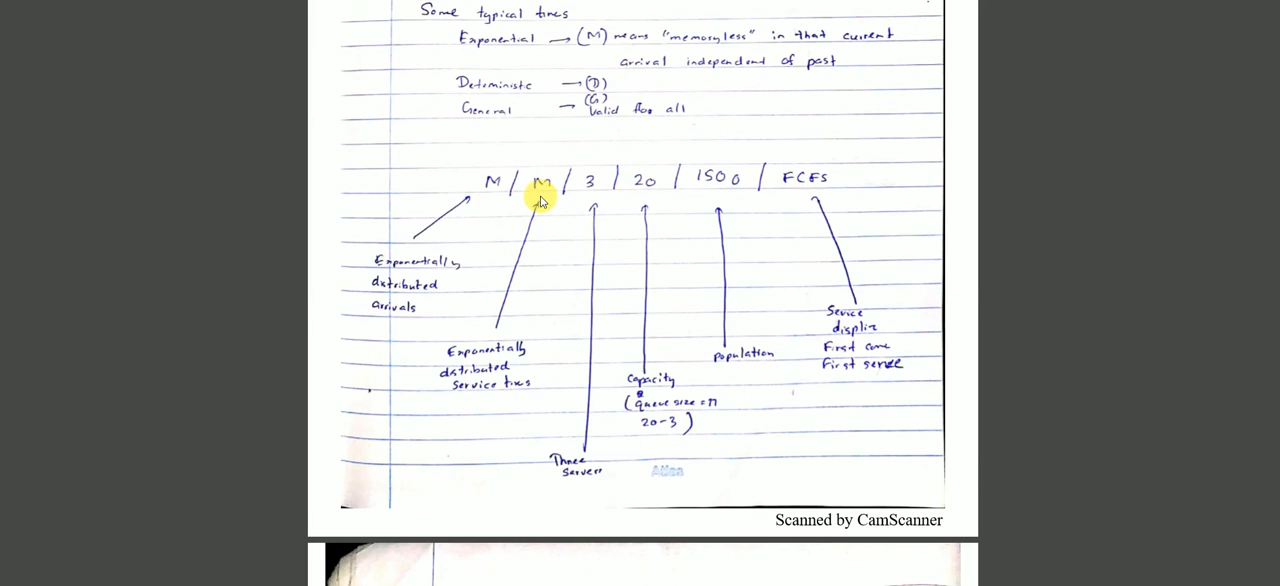 Some typical times
Exponential → (M) means "memoryless" in that current
arrival independent of past
Deterministic → (D)
General → (G)
Valid for all
M / M / 3 / 20 / 1500 / FCFS
Exponentially
distributed
arrivals
Exponentially
distributed
service times
Three
Servers
Capacity
(queue size = 17
20-3)
Population
Service
First come
First serve
Scanned by CamScanner